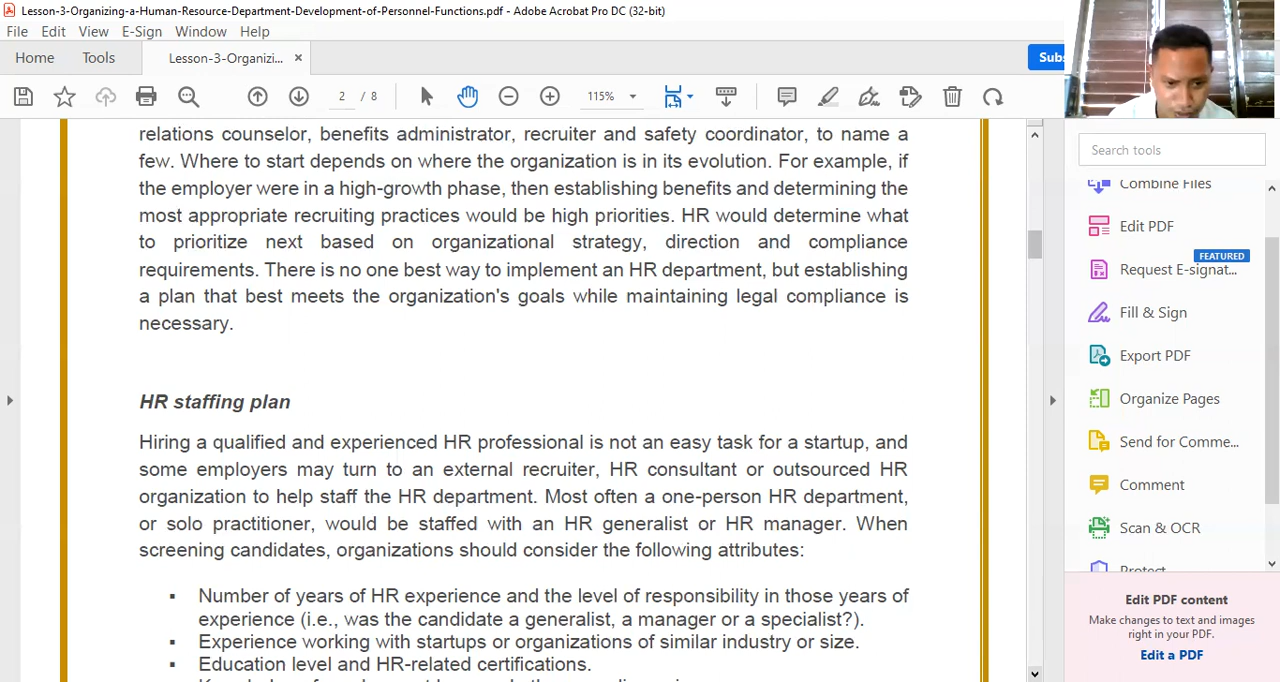 Lesson-3-Organizing-a-Human-Resource-Department-Development-of-Personnel-Functions.pdf - Adobe Acrobat Pro DC (32-bit)
File Edit View E-Sign Window Help
Home Tools Lesson-3-Organizi... ×
2 / 8 115%
relations counselor, benefits administrator, recruiter and safety coordinator, to name a
few. Where to start depends on where the organization is in its evolution. For example, if
the employer were in a high-growth phase, then establishing benefits and determining the
most appropriate recruiting practices would be high priorities. HR would determine what
to prioritize next based on organizational strategy, direction and compliance
requirements. There is no one best way to implement an HR department, but establishing
a plan that best meets the organization's goals while maintaining legal compliance is
necessary.
HR staffing plan
Hiring a qualified and experienced HR professional is not an easy task for a startup, and
some employers may turn to an external recruiter, HR consultant or outsourced HR
organization to help staff the HR department. Most often a one-person HR department,
or solo practitioner, would be staffed with an HR generalist or HR manager. When
screening candidates, organizations should consider the following attributes:
▪ Number of years of HR experience and the level of responsibility in those years of
experience (i.e., was the candidate a generalist, a manager or a specialist?).
▪ Experience working with startups or organizations of similar industry or size.
▪ Education level and HR-related certifications.
Search tools
Combine Files
Edit PDF
FEATURED
Request E-signat...
Fill & Sign
Export PDF
Organize Pages
Send for Comme...
Comment
Scan & OCR
Protect
Edit PDF content
Make changes to text and images
right in your PDF.
Edit a PDF